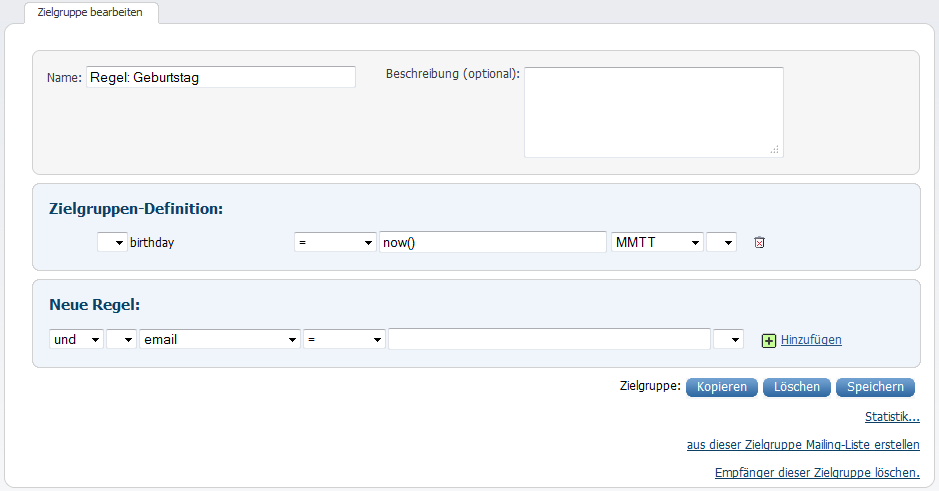 Zielgruppe bearbeiten
Name: Regel: Geburtstag Beschreibung (optional):
Zielgruppen-Definition:
birthday = now() MMTT
Neue Regel:
und email = Hinzufügen
Zielgruppe: Kopieren Löschen Speichern
Statistik...
aus dieser Zielgruppe Mailing-Liste erstellen
Empfänger dieser Zielgruppe löschen.